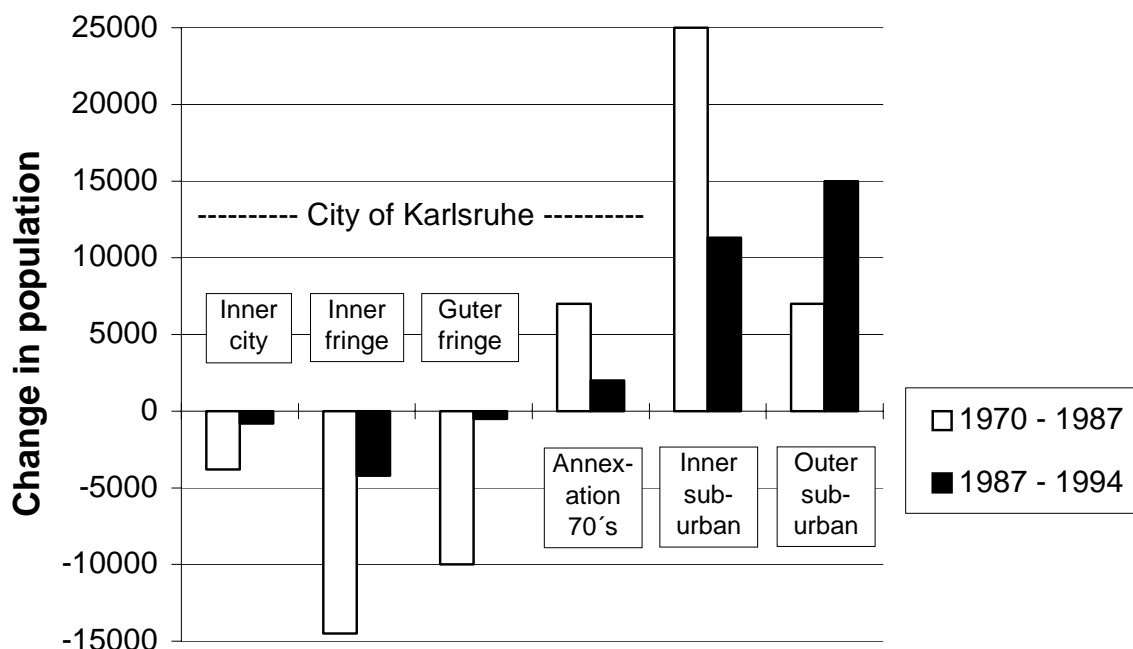 Change in population
25000
20000
15000
10000
5000
0
-5000
-10000
-15000
---------- City of Karlsruhe ----------
Inner
city
Inner
fringe
Guter
fringe
Annex-
ation
70´s
Inner
sub-
urban
Outer
sub-
urban
1970 - 1987
1987 - 1994